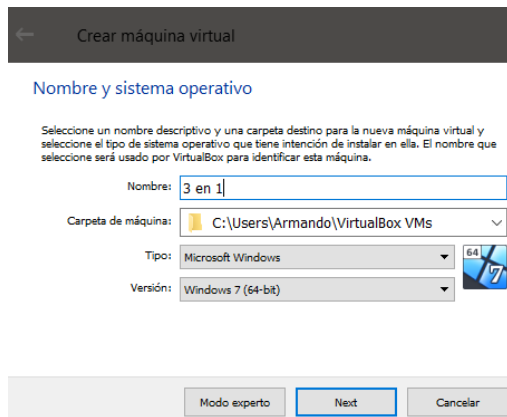 Crear máquina virtual
Nombre y sistema operativo
Seleccione un nombre descriptivo y una carpeta destino para la nueva máquina virtual y
seleccione el tipo de sistema operativo que tiene intención de instalar en ella. El nombre que
seleccione será usado por VirtualBox para identificar esta máquina.
Nombre: 3 en 1
Carpeta de máquina: C:\Users\Armando\VirtualBox VMs
Tipo: Microsoft Windows
64
7
Versión: Windows 7 (64-bit)
Modo experto Next Cancelar